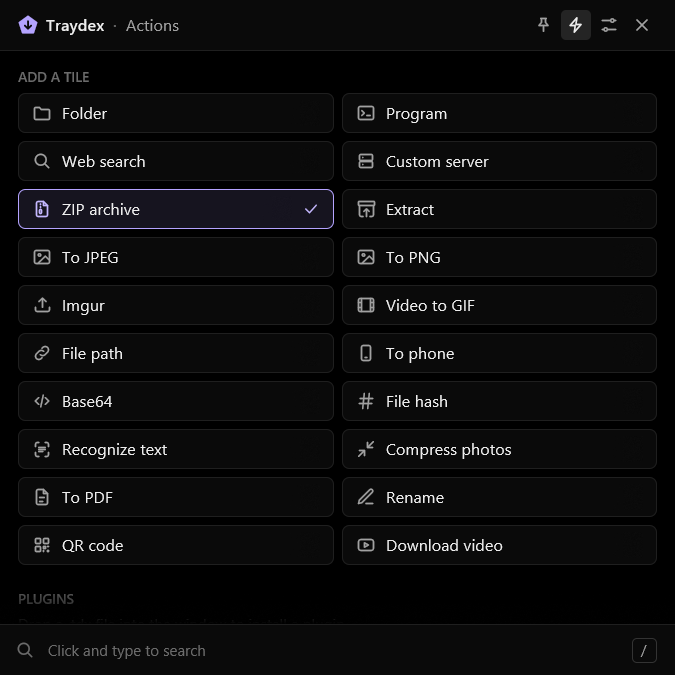 Traydex · Actions
ADD A TILE
Folder
Program
Web search
Custom server
ZIP archive
Extract
To JPEG
To PNG
Imgur
Video to GIF
File path
To phone
Base64
File hash
Recognize text
Compress photos
To PDF
Rename
QR code
Download video
PLUGINS
Click and type to search
/